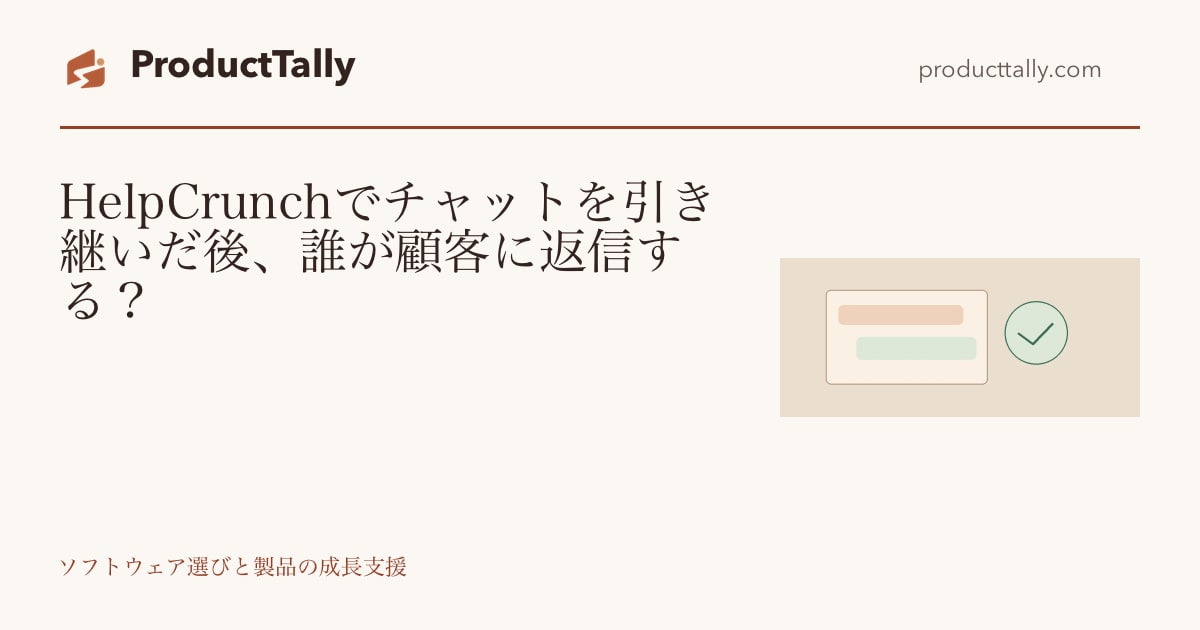 ProductTally
producttally.com
HelpCrunchでチャットを引き
継いだ後、誰が顧客に返信す
る？
ソフトウェア選びと製品の成長支援